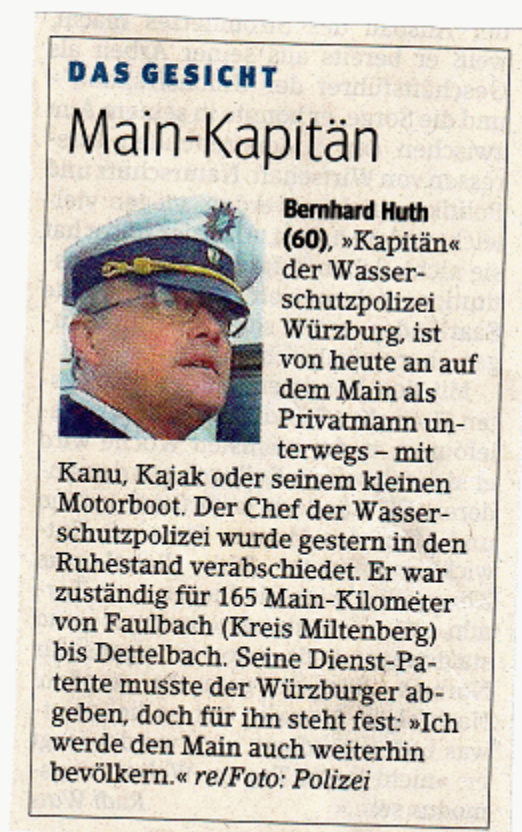 DAS GESICHT
Main-Kapitän
Bernhard Huth
(60), »Kapitän«
der Wasser-
schutzpolizei
Würzburg, ist
von heute an auf
dem Main als
Privatmann un-
terwegs – mit
Kanu, Kajak oder seinem kleinen
Motorboot. Der Chef der Wasser-
schutzpolizei wurde gestern in den
Ruhestand verabschiedet. Er war
zuständig für 165 Main-Kilometer
von Faulbach (Kreis Miltenberg)
bis Dettelbach. Seine Dienst-Pa-
tente musste der Würzburger ab-
geben, doch für ihn steht fest: »Ich
werde den Main auch weiterhin
bevölkern.« re/Foto: Polizei